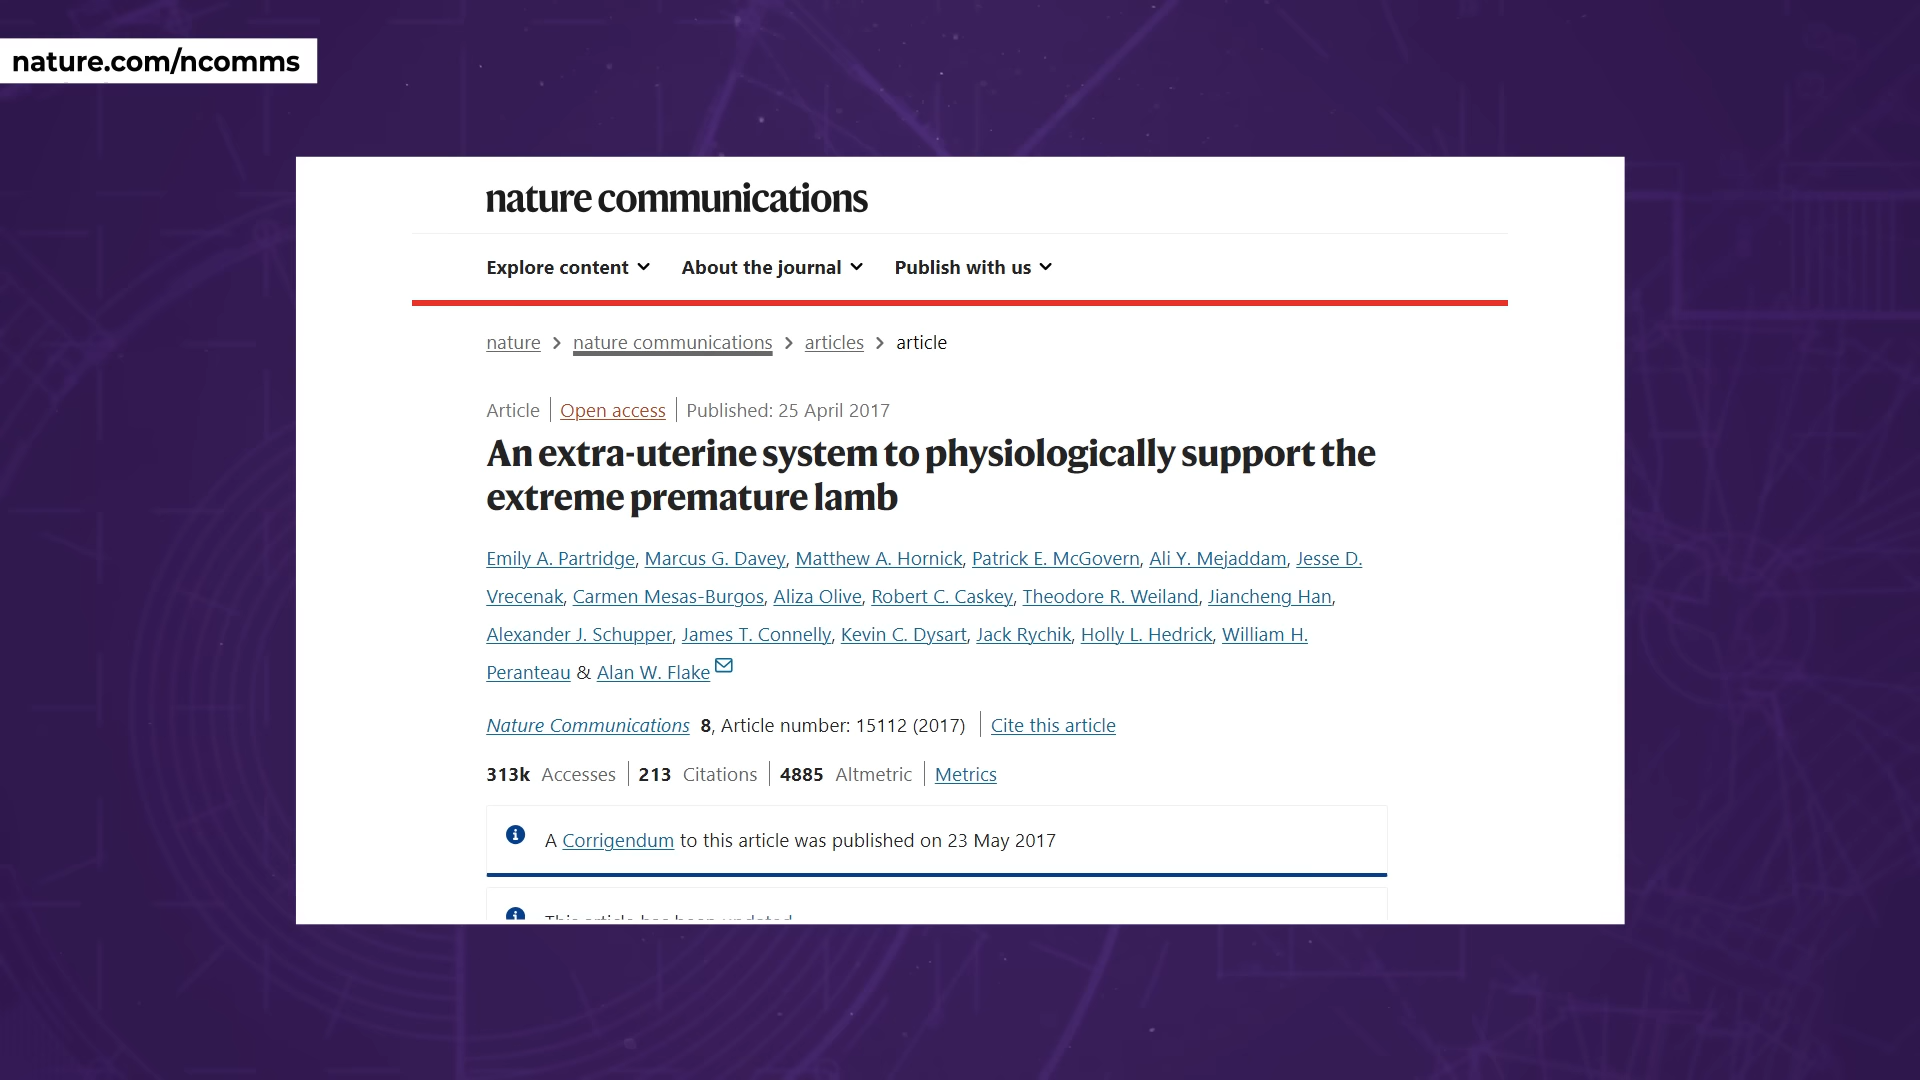 nature.com/ncomms
nature communications
Explore content About the journal Publish with us
nature > nature communications > articles > article
Article | Open access | Published: 25 April 2017
An extra-uterine system to physiologically support the
extreme premature lamb
Emily A. Partridge, Marcus G. Davey, Matthew A. Hornick, Patrick E. McGovern, Ali Y. Mejaddam, Jesse D.
Vrecenak, Carmen Mesas-Burgos, Aliza Olive, Robert C. Caskey, Theodore R. Weiland, Jiancheng Han,
Alexander J. Schupper, James T. Connelly, Kevin C. Dysart, Jack Rychik, Holly L. Hedrick, William H.
Peranteau & Alan W. Flake
Nature Communications 8, Article number: 15112 (2017) | Cite this article
313k Accesses | 213 Citations | 4885 Altmetric | Metrics
A Corrigendum to this article was published on 23 May 2017
This article has been updated